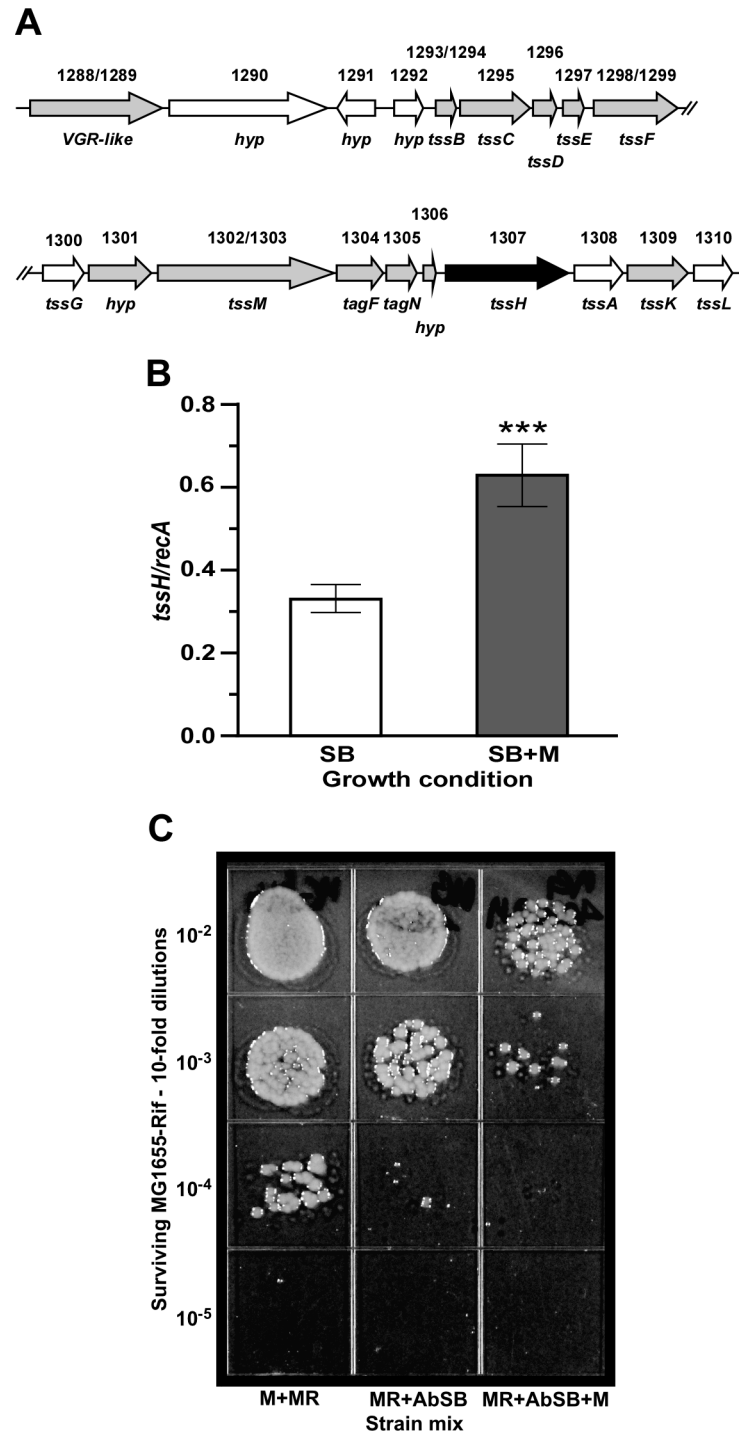 A
1293/1294 1296
1288/1289 1290 1291 1292 1295 1297 1298/1299
VGR-like hyp hyp hyp tssB tssC tssE tssF
tssD
1306
1300 1301 1302/1303 1304 1305 1307 1308 1309 1310
tssG hyp tssM tagF tagN tssH tssA tssK tssL
hyp
B
0.8
0.6
0.4
0.2
0.0
tssH/recA
***
SB SB+M
Growth condition
C
Surviving MG1655-Rif - 10-fold dilutions
10-2
10-3
10-4
10-5
M+MR MR+AbSB MR+AbSB+M
Strain mix